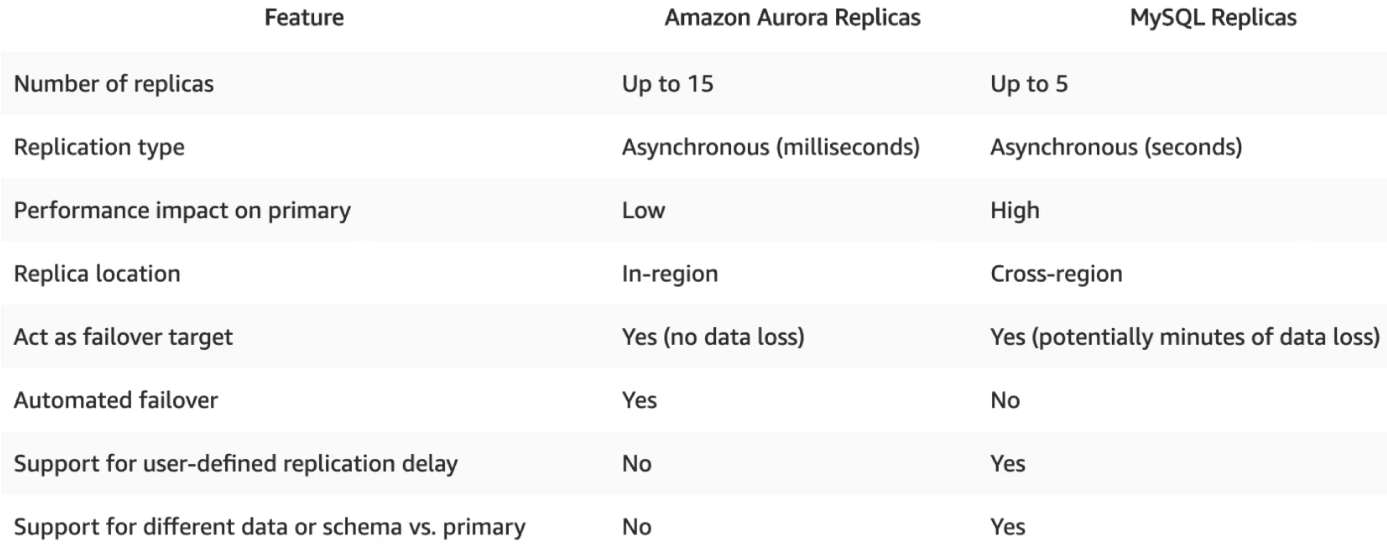 Feature Amazon Aurora Replicas MySQL Replicas
Number of replicas Up to 15 Up to 5
Replication type Asynchronous (milliseconds) Asynchronous (seconds)
Performance impact on primary Low High
Replica location In-region Cross-region
Act as failover target Yes (no data loss) Yes (potentially minutes of data loss)
Automated failover Yes No
Support for user-defined replication delay No Yes
Support for different data or schema vs. primary No Yes